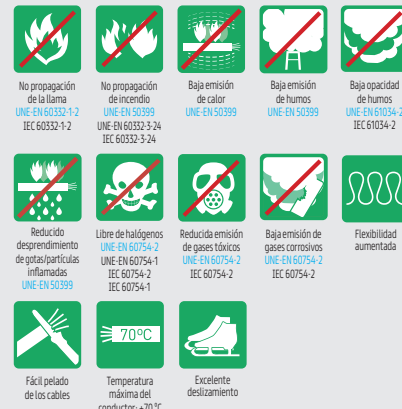 No propagación
de la llama
UNE-EN 60332-1-2
IEC 60332-1-2
No propagación
de incendio
UNE-EN 50399
UNE-EN 60332-3-24
IEC 60332-3-24
Baja emisión
de calor
UNE-EN 50399
Baja emisión
de humos
UNE-EN 50399
Baja opacidad
de humos
UNE-EN 61034-2
IEC 61034-2
Reducido
desprendimiento
de gotas/partículas
inflamadas
UNE-EN 50399
Libre de halógenos
UNE-EN 60754-2
UNE-EN 60754-1
IEC 60754-2
IEC 60754-1
Reducida emisión
de gases tóxicos
UNE-EN 60754-2
IEC 60754-2
Baja emisión de
gases corrosivos
UNE-EN 60754-2
IEC 60754-2
Flexibilidad
aumentada
Fácil pelado
de los cables
70°C
Temperatura
máxima del
conductor: +70 °C
Excelente
deslizamiento